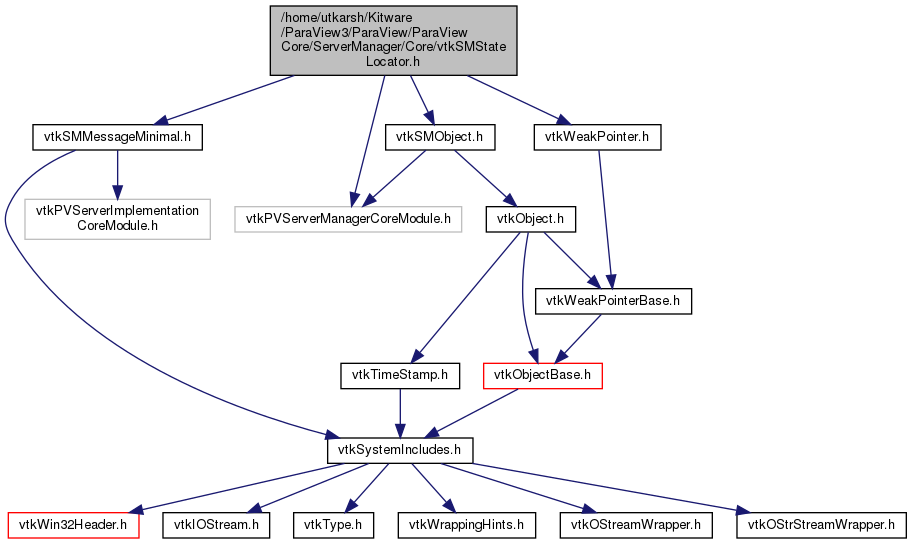 /home/utkarsh/Kitware
/ParaView3/ParaView/ParaView
Core/ServerManager/Core/vtkSMState
Locator.h
vtkSMMessageMinimal.h
vtkSMObject.h
vtkWeakPointer.h
vtkPVServerImplementation
CoreModule.h
vtkPVServerManagerCoreModule.h
vtkObject.h
vtkWeakPointerBase.h
vtkTimeStamp.h
vtkObjectBase.h
vtkSystemIncludes.h
vtkWin32Header.h
vtkIOStream.h
vtkType.h
vtkWrappingHints.h
vtkOStreamWrapper.h
vtkOStrStreamWrapper.h